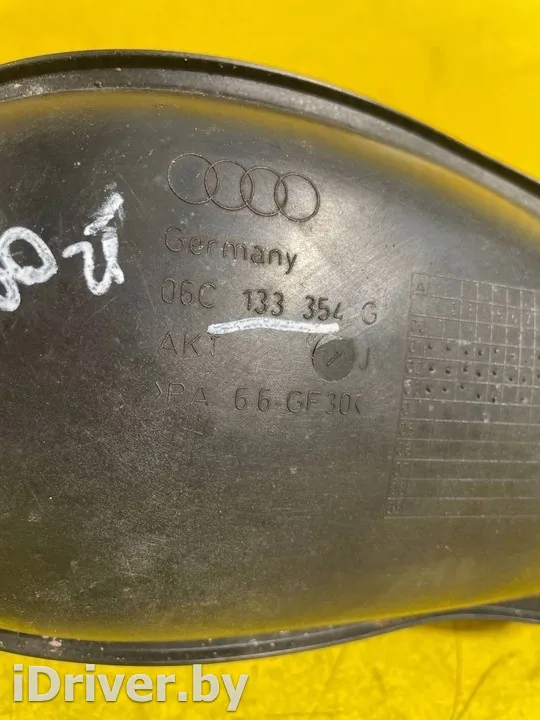 Germany
06C 133 354 G
AKT J
>PA 6.6-GF30<
iDriver.by